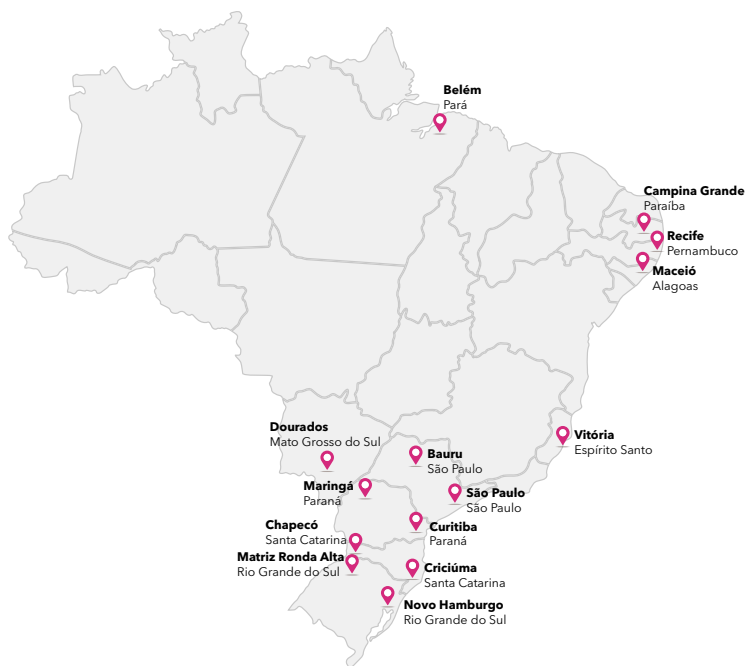 Belém
Pará
Campina Grande
Paraíba
Recife
Pernambuco
Maceió
Alagoas
Dourados
Mato Grosso do Sul
Vitória
Espírito Santo
Bauru
São Paulo
Maringá
Paraná
São Paulo
São Paulo
Chapecó
Santa Catarina
Curitiba
Paraná
Matriz Ronda Alta
Rio Grande do Sul
Criciúma
Santa Catarina
Novo Hamburgo
Rio Grande do Sul